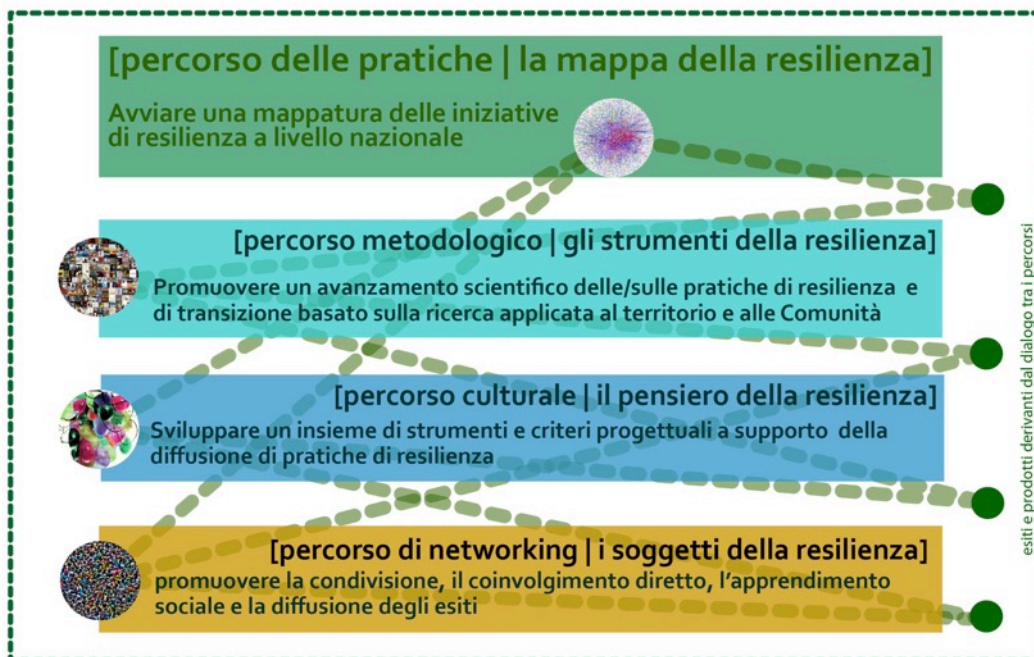 [percorso delle pratiche | la mappa della resilienza]
Avviare una mappatura delle iniziative
di resilienza a livello nazionale
[percorso metodologico | gli strumenti della resilienza]
Promuovere un avanzamento scientifico delle/sulle pratiche di resilienza e
di transizione basato sulla ricerca applicata al territorio e alle Comunità
[percorso culturale | il pensiero della resilienza]
Sviluppare un insieme di strumenti e criteri progettuali a supporto della
diffusione di pratiche di resilienza
[percorso di networking | i soggetti della resilienza]
promuovere la condivisione, il coinvolgimento diretto, l'apprendimento
sociale e la diffusione degli esiti
esiti e prodotti derivanti dal dialogo tra i percorsi